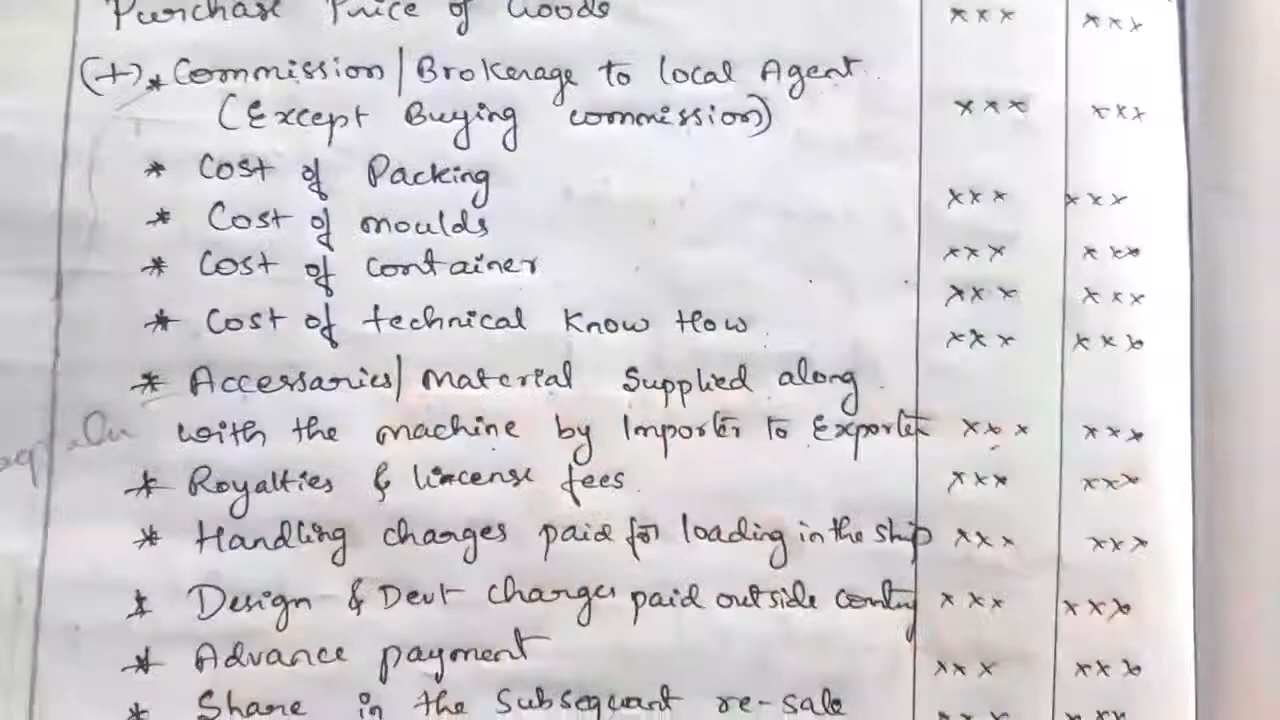 Purchase Price of Goods xxx xxx
(+) * Commission/Brokerage to local Agent
(Except Buying commission) xxx xxx
* Cost of Packing xxx xxx
* Cost of moulds xxx xxx
* Cost of container xxx xxx
* Cost of technical Know How xxx xxx
* Accessaries/Material Supplied along
with the machine by Importer to Exporter xxx xxx
* Royalties & lincense fees xxx xxx
* Handling charges paid for loading in the ship xxx xxx
* Design & Devt charges paid outside contry xxx xxx
* Advance payment xxx xxx
* Share in the Subsequant re-sale xxx xxx